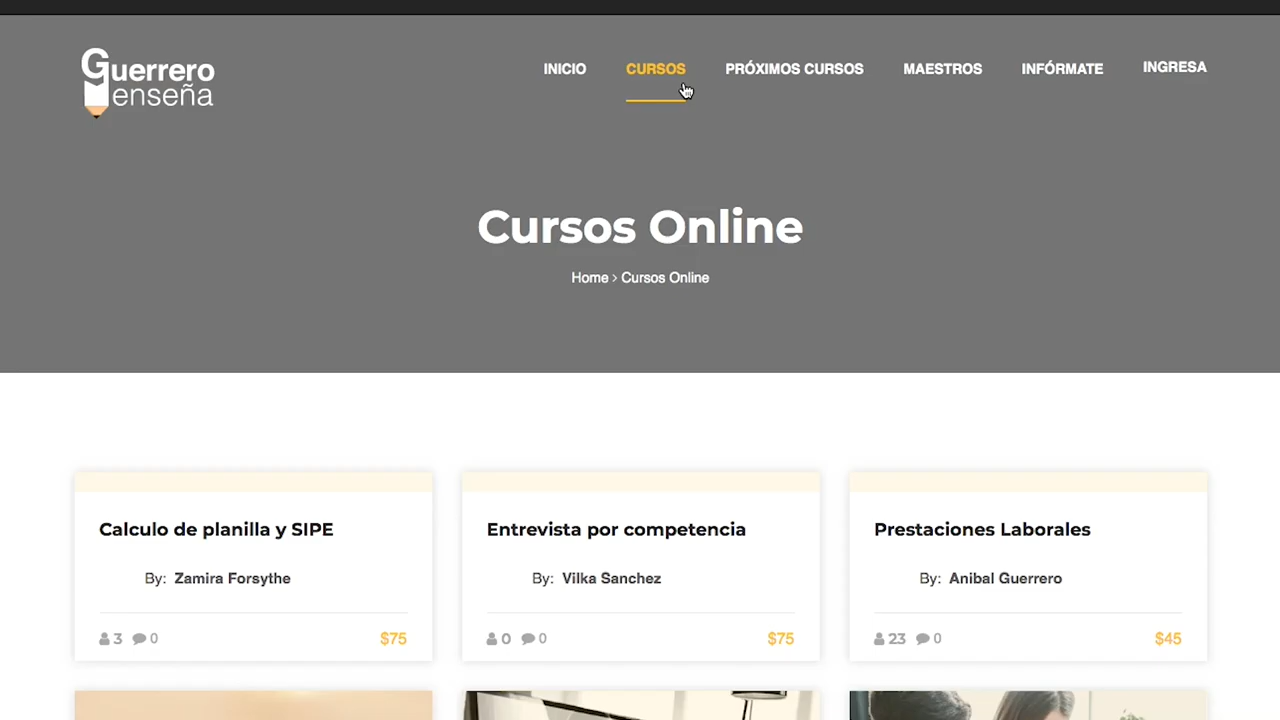 Guerrero
enseña
INICIO
CURSOS
PRÓXIMOS CURSOS
MAESTROS
INFÓRMATE
INGRESA
Cursos Online
Home › Cursos Online
Calculo de planilla y SIPE
By: Zamira Forsythe
3 0 $75
Entrevista por competencia
By: Vilka Sanchez
0 0 $75
Prestaciones Laborales
By: Anibal Guerrero
23 0 $45